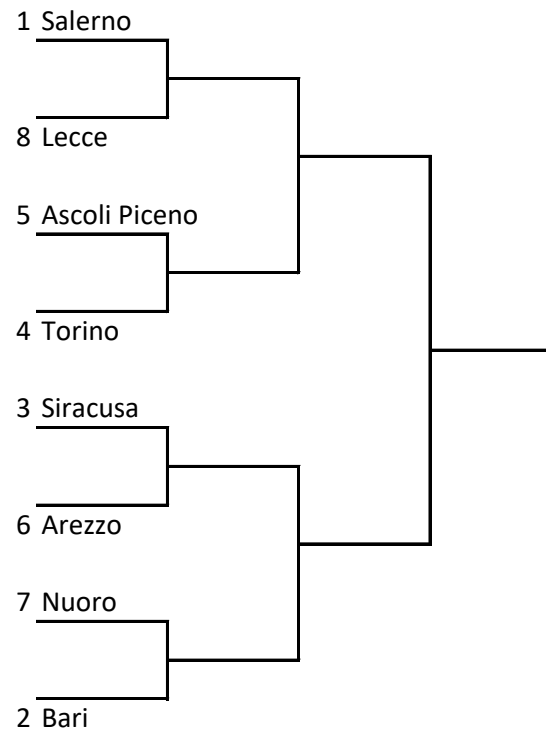 1 Salerno
8 Lecce
5 Ascoli Piceno
4 Torino
3 Siracusa
6 Arezzo
7 Nuoro
2 Bari